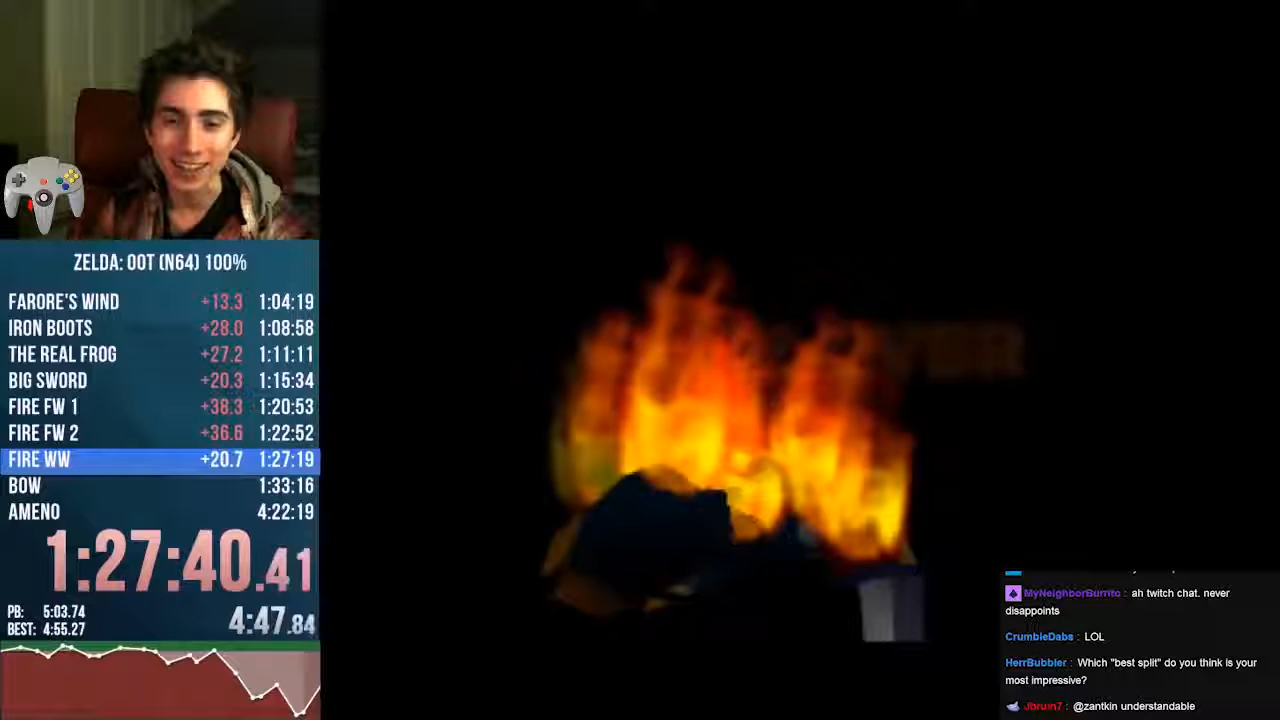 ZELDA: OOT (N64) 100%
FARORE'S WIND +13.3 1:04:19
IRON BOOTS +28.0 1:08:58
THE REAL FROG +27.2 1:11:11
BIG SWORD +20.3 1:15:34
FIRE FW 1 +38.3 1:20:53
FIRE FW 2 +36.6 1:22:52
FIRE WW +20.7 1:27:19
BOW 1:33:16
AMENO 4:22:19
1:27:40.41
PB: 5:03.74
BEST: 4:55.27
4:47.84
MyNeighborBurrito : ah twitch chat. never
disappoints
CrumbleDabs : LOL
HerrBubbler : Which "best split" do you think is your
most impressive?
Jbruin7 : @zantkin understandable